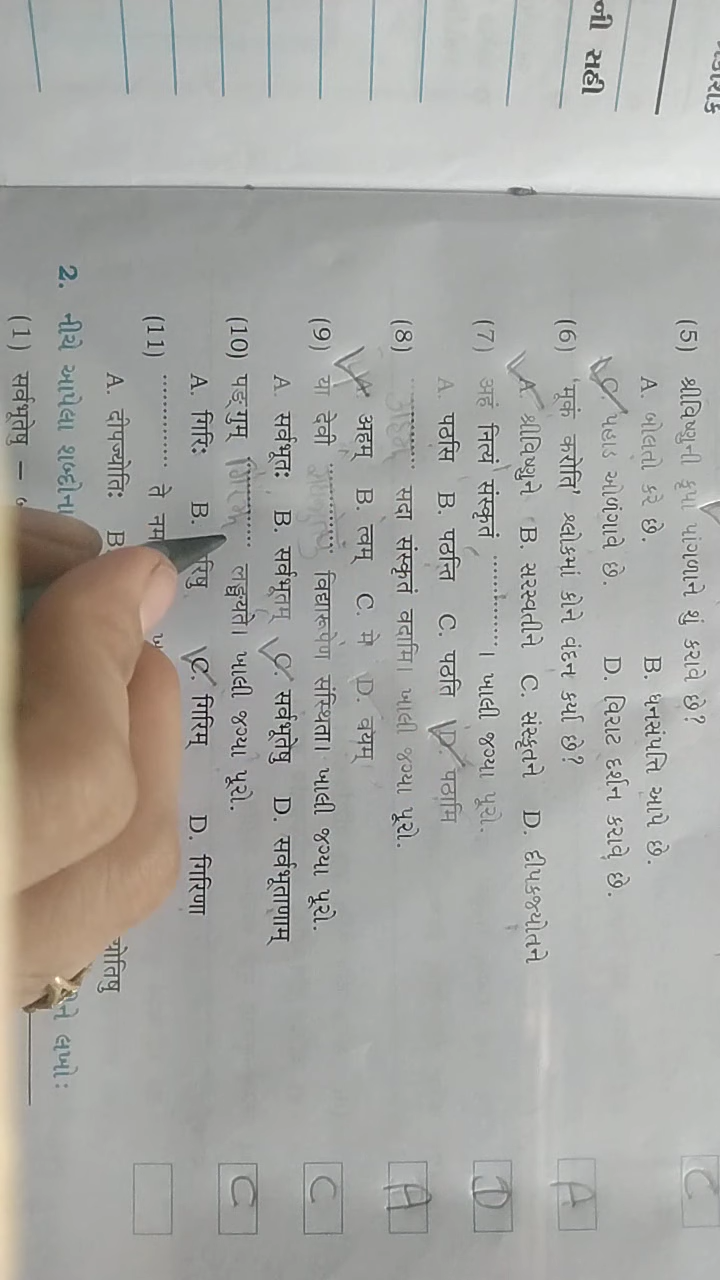 ની સહી
(5) શ્રીવિષ્ણુની કૃપા પાંગળાને શું કરાવે છે?
A. બોલતો કરે છે. B. ધનસંપત્તિ આપે છે.
C. પહાડ ઓળંગાવે છે. D. વિરાટ દર્શન કરાવે છે.
C
(6) 'मूकं करोति' શ્લોકમાં કોને વંદન કર્યા છે?
A. શ્રીવિષ્ણુને B. સરસ્વતીને C. સંસ્કૃતને D. દીપકજ્યોતને
A
(7) अहं नित्यं संस्कृतं ............. । ખાલી જગ્યા પૂરો.
A. पठसि B. पठन्ति C. पठति D. पठामि
D
(8) ............. सदा संस्कृतं वदामि। ખાલી જગ્યા પૂરો.
A. अहम् B. त्वम् C. मे D. वयम्
A
(9) या देवी ............. विद्यारूपेण संस्थिता। ખાલી જગ્યા પૂરો.
A. सर्वभूतः B. सर्वभूतम् C. सर्वभूतेषु D. सर्वभूताणाम्
C
(10) पङ्गुम् ............. लङ्घयते। ખાલી જગ્યા પૂરો.
A. गिरिः B. C. गिरिम् D. गिरिणा
C
(11) ............. ते
A. दीपज्योतिः B
2. નીચે આપેલા લખો :
(1) सर्वभूतेषु –